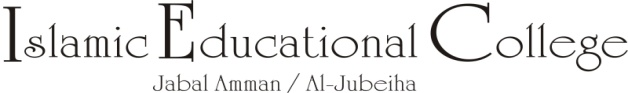 Islamic Educational College
Jabal Amman / Al-Jubeiha